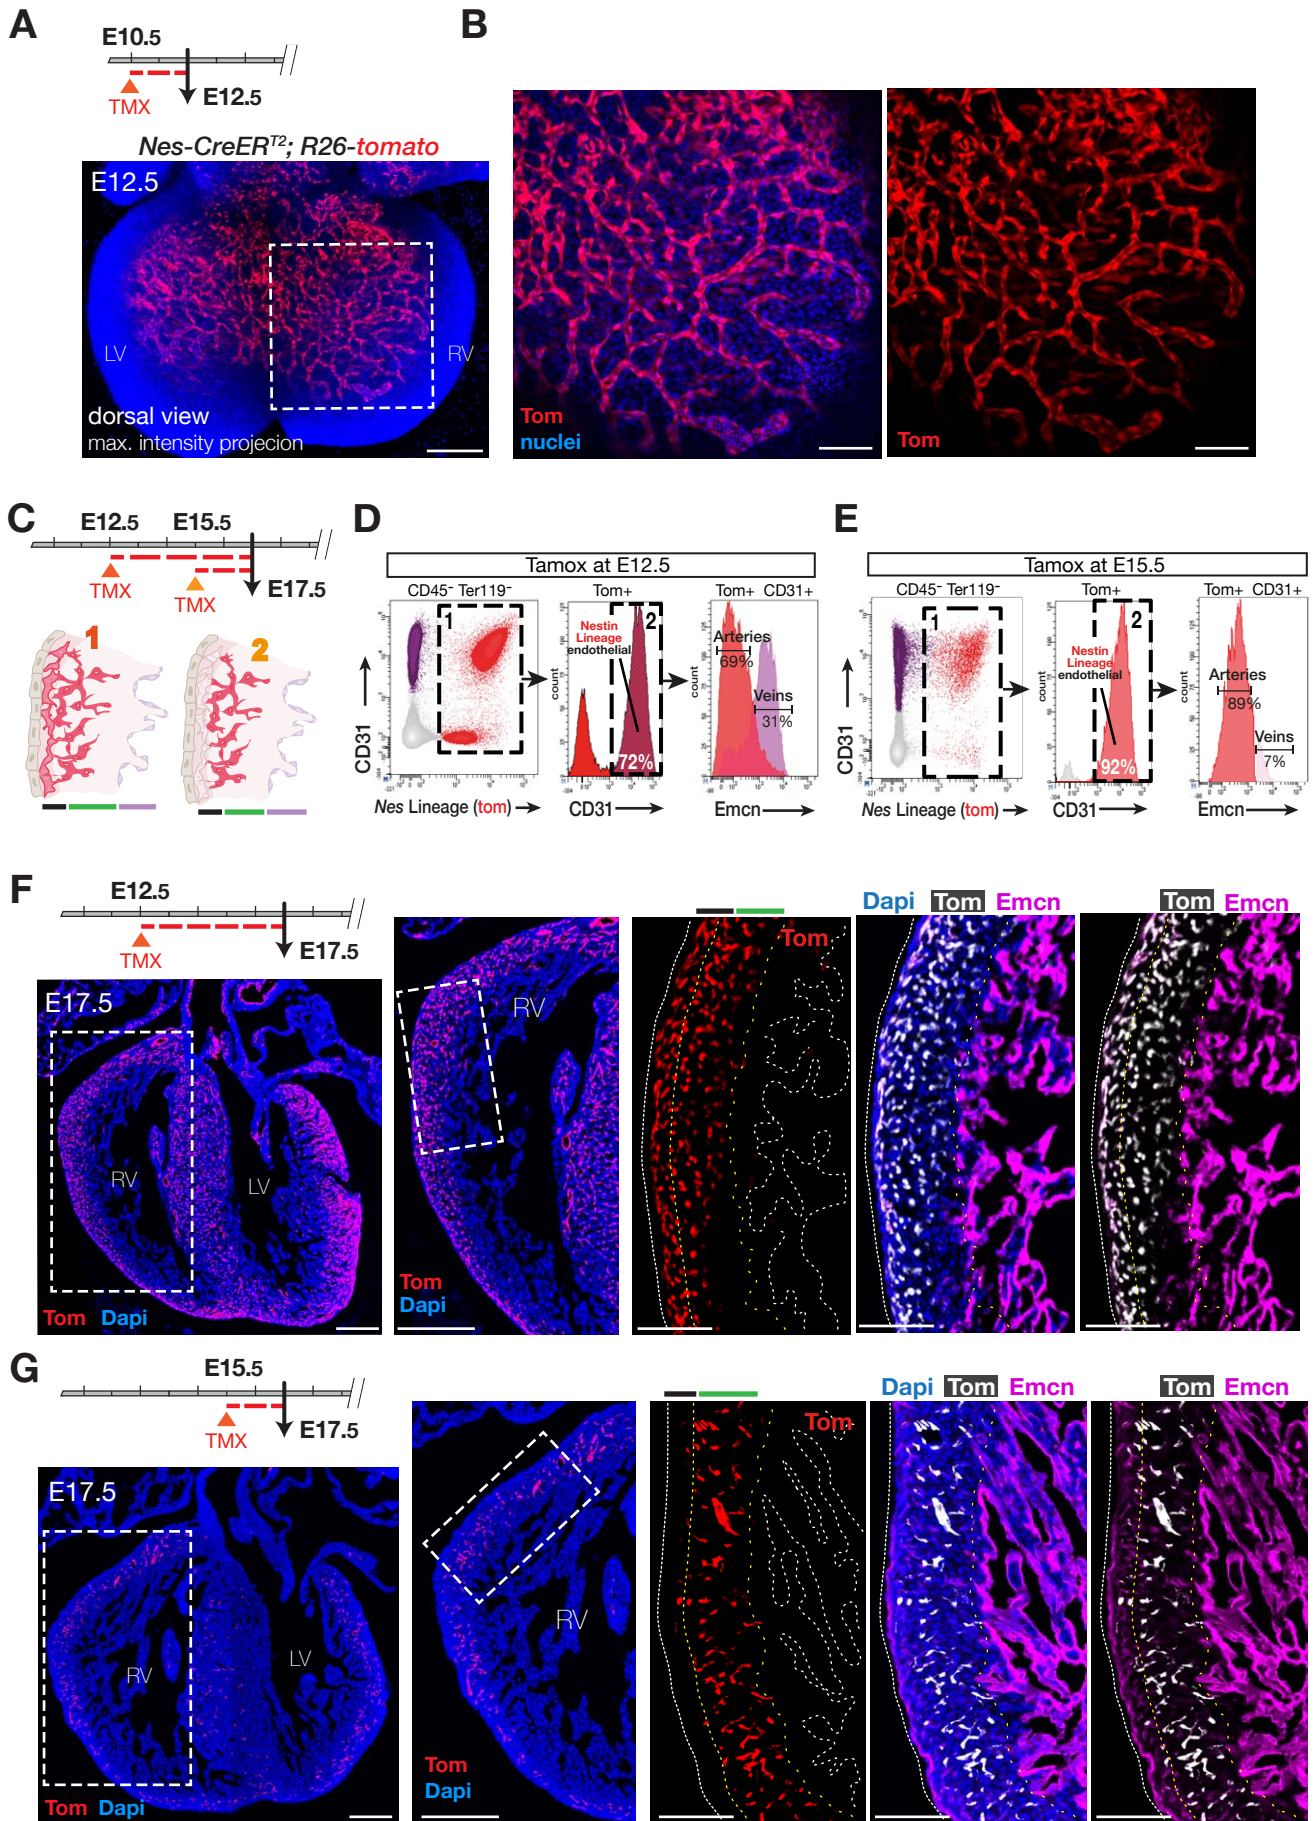 A
E10.5
TMX
E12.5
Nes-CreERT2; R26-tomato
E12.5
LV
RV
dorsal view
max. intensity projecion
B
Tom
nuclei
Tom
C
E12.5 E15.5
TMX
TMX
E17.5
1
2
D
Tamox at E12.5
CD45- Ter119-
Tom+
Tom+ CD31+
1
2
Nestin
Lineage
endothelial
72%
Arteries
69%
Veins
31%
count
count
CD31
Nes Lineage (tom)
CD31
Emcn
E
Tamox at E15.5
CD45- Ter119-
Tom+
Tom+ CD31+
1
2
Nestin
Lineage
endothelial
92%
Arteries
89%
Veins
7%
count
count
CD31
Nes Lineage (tom)
CD31
Emcn
F
E12.5
TMX
E17.5
E17.5
RV
LV
Tom Dapi
RV
Tom
Dapi
Tom
Dapi Tom Emcn
Tom Emcn
G
E15.5
TMX
E17.5
E17.5
RV
LV
Tom Dapi
RV
Tom
Dapi
Tom
Dapi Tom Emcn
Tom Emcn